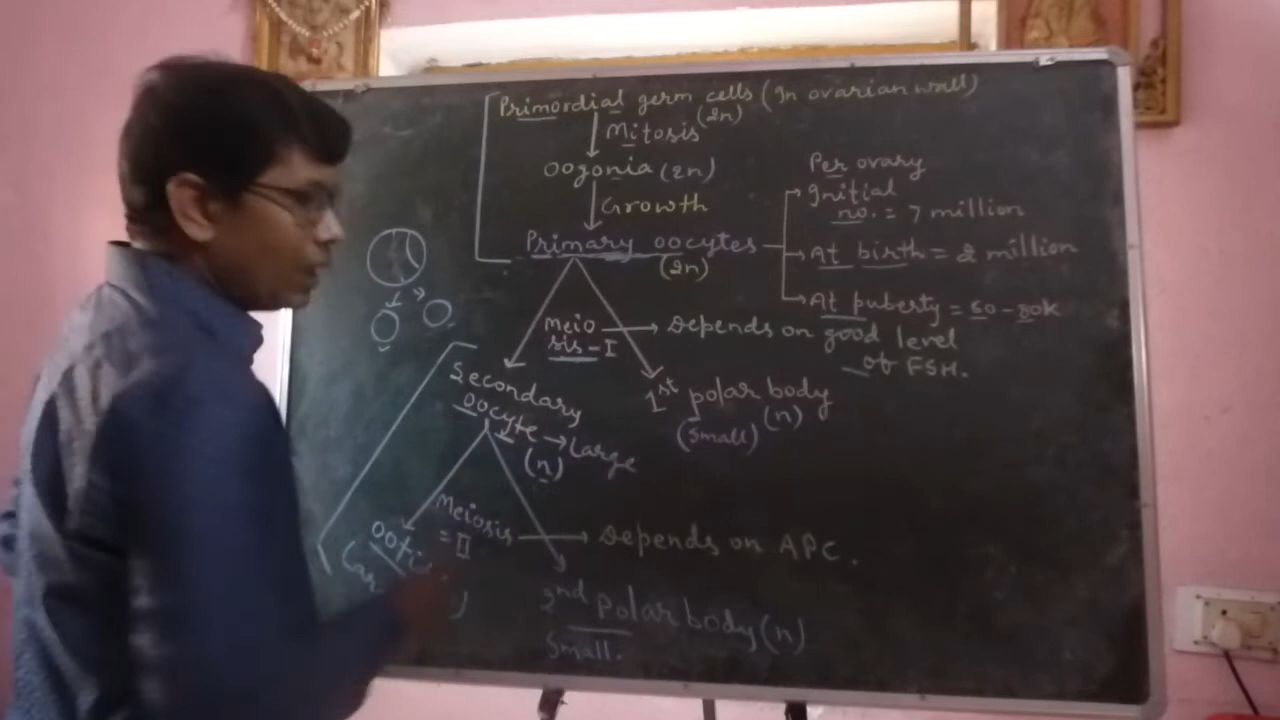 Primordial germ cells (In ovarian wall)
(2n)
Mitosis
Oogonia (2n)
Growth
Primary oocytes
(2n)
Per ovary
Initial
no. = 7 million
At birth = 2 million
At puberty = 60-80K
Meio
sis-I
Depends on good level
of FSH.
Secondary
oocyte → Large
(n)
1st polar body
(small) (n)
Meiosis
= II
Depends on APC.
2nd Polar body (n)
Small.